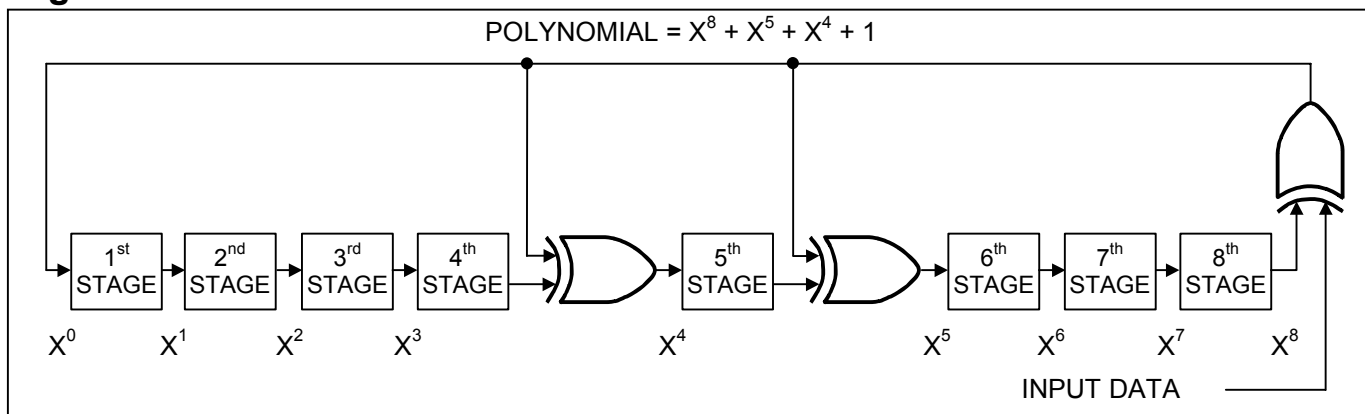 POLYNOMIAL = X⁸ + X⁵ + X⁴ + 1
1st STAGE
2nd STAGE
3rd STAGE
4th STAGE
5th STAGE
6th STAGE
7th STAGE
8th STAGE
X⁰ X¹ X² X³ X⁴ X⁵ X⁶ X⁷ X⁸
INPUT DATA